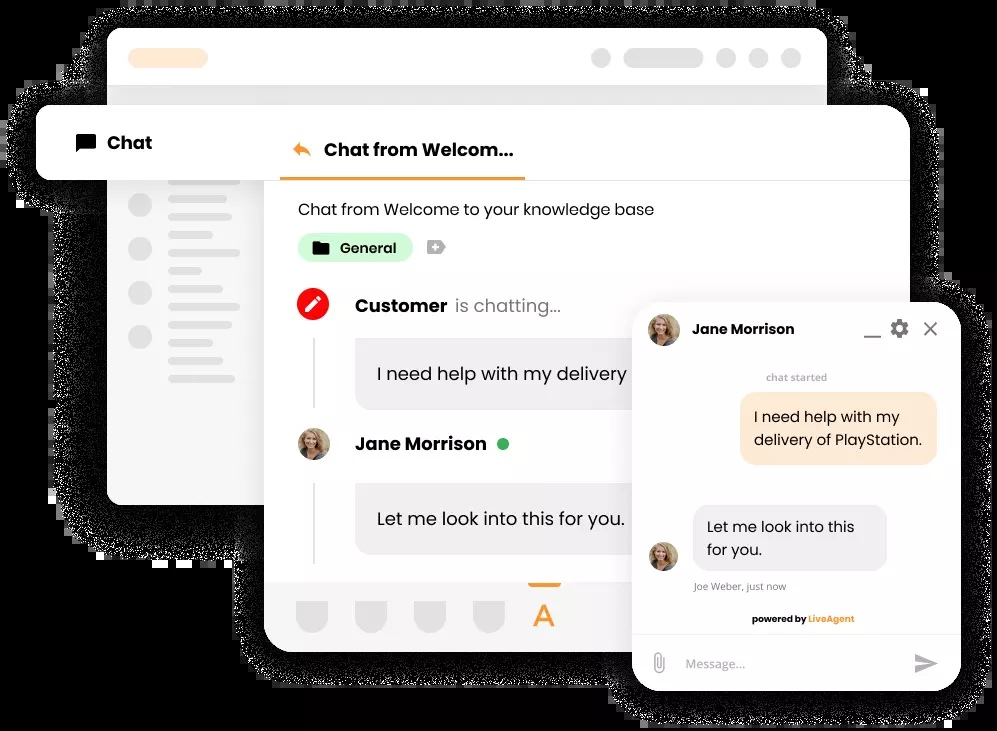 Chat
Chat from Welcom...
Chat from Welcome to your knowledge base
General
Customer is chatting...
I need help with my delivery
Jane Morrison
Let me look into this for you.
A
Jane Morrison
chat started
I need help with my
delivery of PlayStation.
Let me look into this
for you.
Joe Weber, just now
powered by LiveAgent
Message...